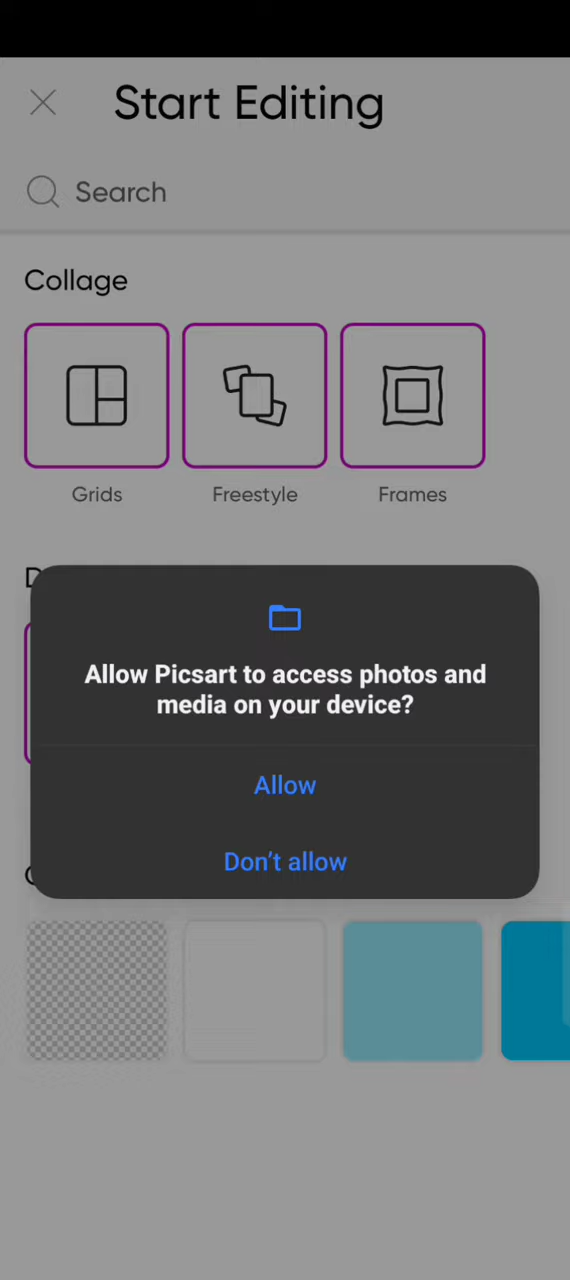 Start Editing
Search
Collage
Grids Freestyle Frames
D
Allow Picsart to access photos and
media on your device?
Allow
Don't allow